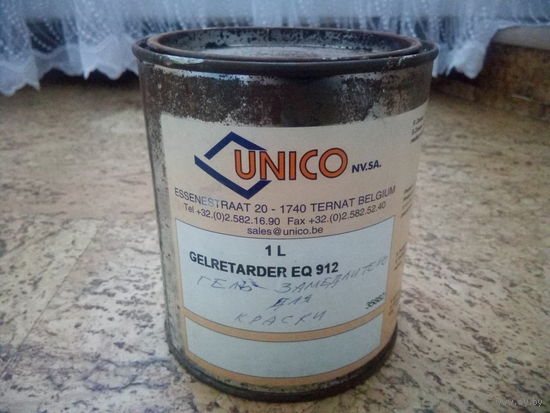 UNICO NV.SA.
ESSENESTRAAT 20 - 1740 TERNAT BELGIUM
Tel +32.(0)2.582.16.90 Fax +32.(0)2.582.52.40
sales@unico.be
1 L
GELRETARDER EQ 912
ГЕЛЬ ЗАМЕДЛИТЕЛЬ
ДЛЯ
КРАСКИ